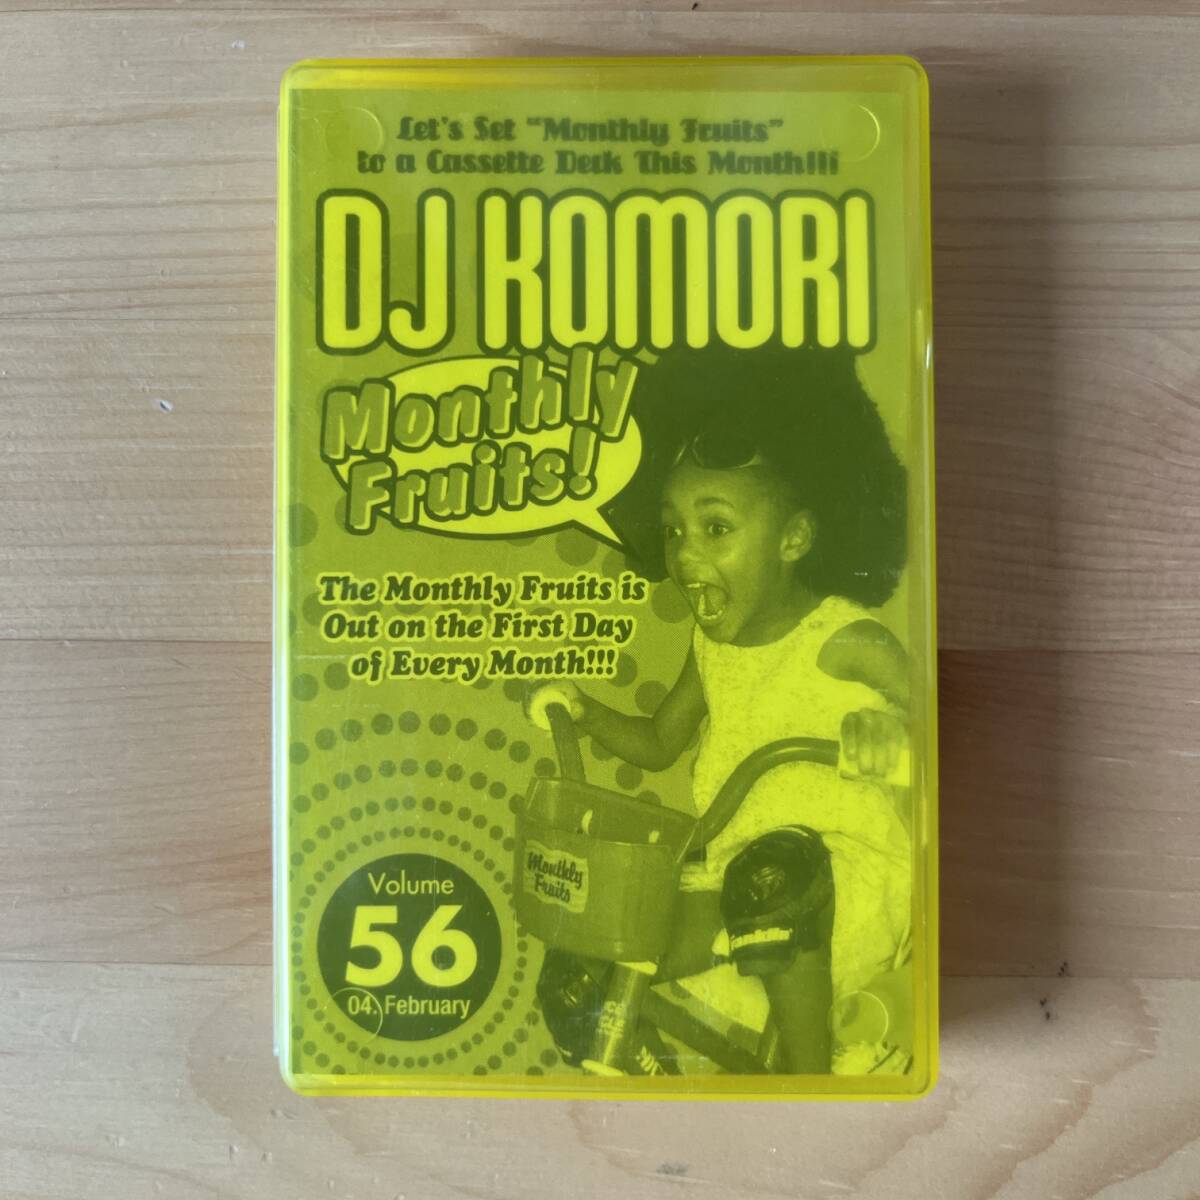 Let's Set "Monthly Fruits"
to a Cassette Deck This Month!!!
DJ KOMORI
Monthly
Fruits!
The Monthly Fruits is
Out on the First Day
of Every Month!!!
Monthly
Fruits
Volume
56
04. February